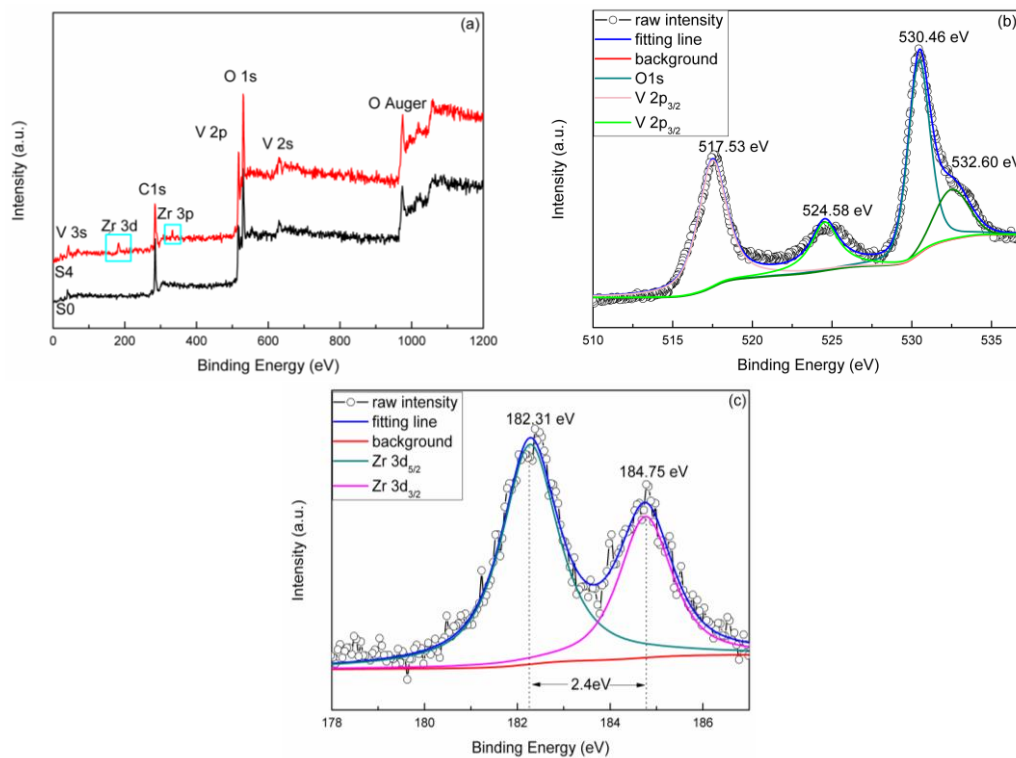 (a)
O 1s
O Auger
V 2p
V 2s
C1s
Zr 3p
V 3s
Zr 3d
S4
S0
Intensity (a.u.)
0 200 400 600 800 1000 1200
Binding Energy (eV)
(b)
raw intensity
fitting line
background
O1s
V 2p3/2
V 2p3/2
530.46 eV
517.53 eV
532.60 eV
524.58 eV
Intensity (a.u.)
510 515 520 525 530 535
Binding Energy (eV)
(c)
raw intensity
fitting line
background
Zr 3d5/2
Zr 3d3/2
182.31 eV
184.75 eV
2.4eV
Intensity (a.u.)
178 180 182 184 186
Binding Energy (eV)